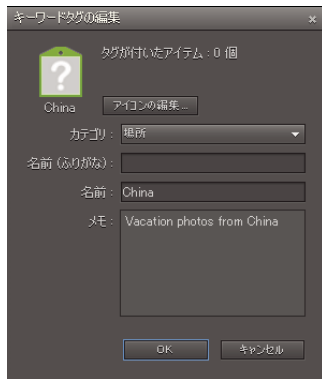 キーワードタグの編集
×
タグが付いたアイテム : 0 個
?
China
アイコンの編集...
カテゴリ : 場所
名前 (ふりがな) :
名前 : China
メモ : Vacation photos from China
OK キャンセル